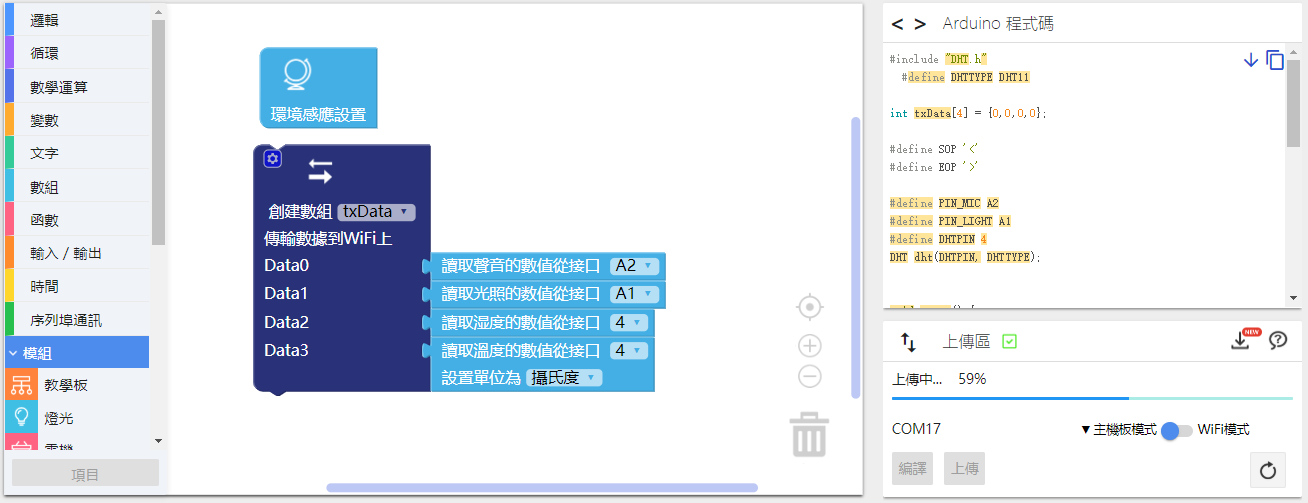 邏輯
循環
數學運算
變數
文字
數組
函數
輸入 / 輸出
時間
序列埠通訊
模組
教學板
燈光
電機
項目
環境感應設置
創建數組 txData
傳輸數據到WiFi上
Data0 讀取聲音的數值從接口 A2
Data1 讀取光照的數值從接口 A1
Data2 讀取湿度的數值從接口 4
Data3 讀取溫度的數值從接口 4
設置單位為 攝氏度
< > Arduino 程式碼
#include "DHT.h"
#define DHTTYPE DHT11
int txData[4] = {0,0,0,0};
#define SOP '<'
#define EOP '>'
#define PIN_MIC A2
#define PIN_LIGHT A1
#define DHTPIN 4
DHT dht(DHTPIN, DHTTYPE);
上傳區
NEW
上傳中... 59%
COM17 ▼主機板模式 WiFi模式
編譯 上傳